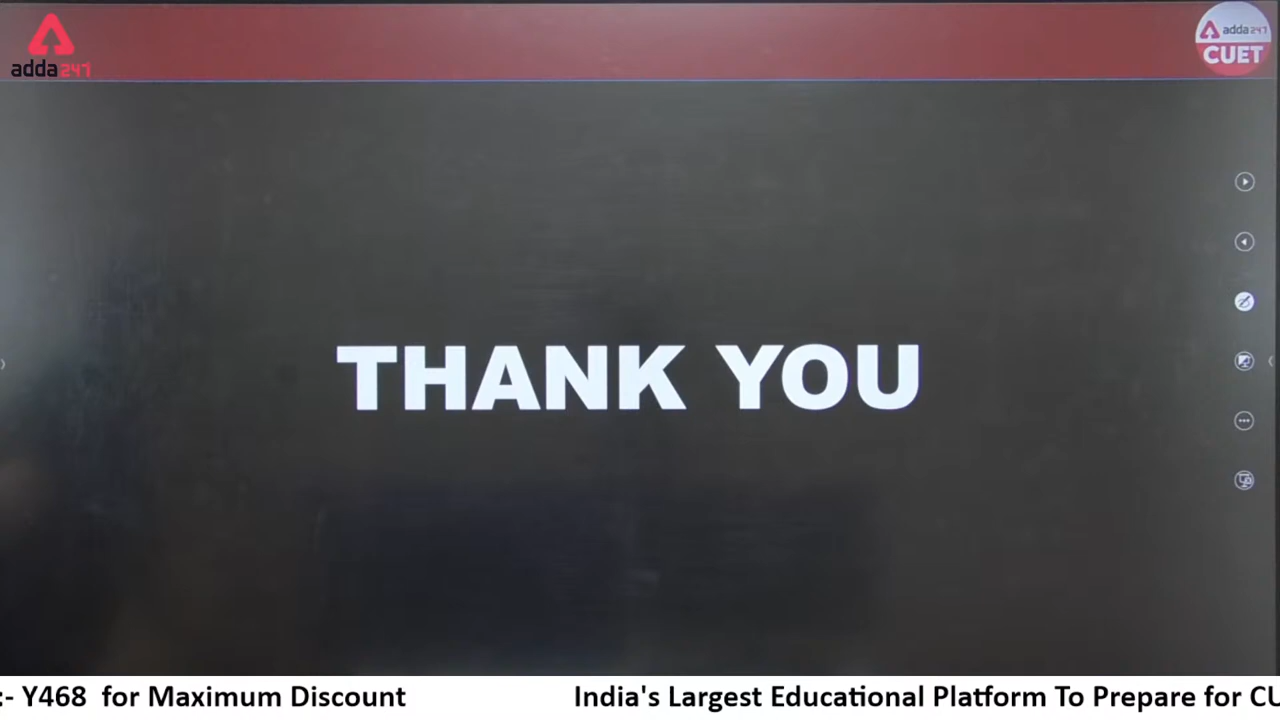 adda247
adda247
CUET
THANK YOU
:- Y468 for Maximum Discount
India's Largest Educational Platform To Prepare for CU